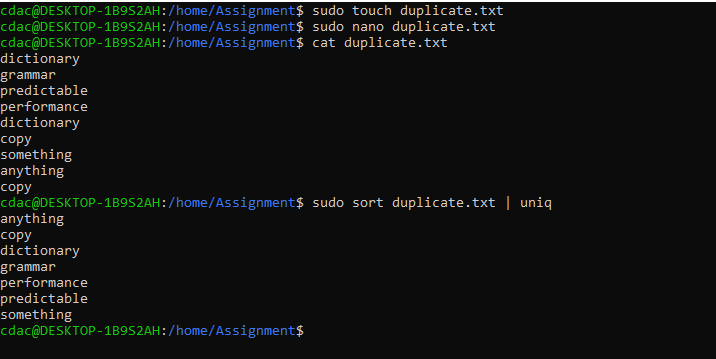 cdac@DESKTOP-1B9S2AH:/home/Assignment$ sudo touch duplicate.txt
cdac@DESKTOP-1B9S2AH:/home/Assignment$ sudo nano duplicate.txt
cdac@DESKTOP-1B9S2AH:/home/Assignment$ cat duplicate.txt
dictionary
grammar
predictable
performance
dictionary
copy
something
anything
copy
cdac@DESKTOP-1B9S2AH:/home/Assignment$ sudo sort duplicate.txt | uniq
anything
copy
dictionary
grammar
performance
predictable
something
cdac@DESKTOP-1B9S2AH:/home/Assignment$